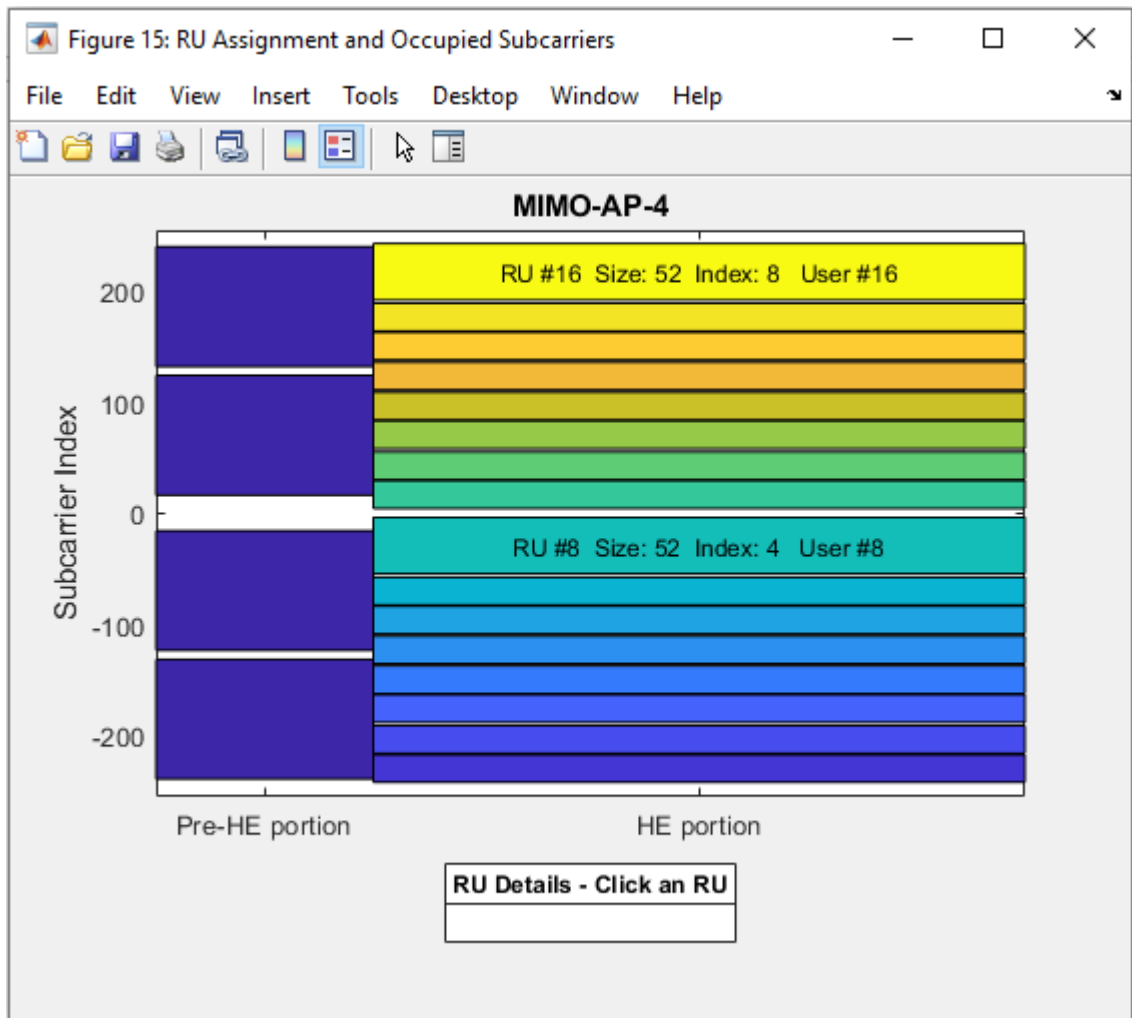 Figure 15: RU Assignment and Occupied Subcarriers
File Edit View Insert Tools Desktop Window Help
MIMO-AP-4
RU #16 Size: 52 Index: 8 User #16
200
100
Subcarrier Index
0
RU #8 Size: 52 Index: 4 User #8
-100
-200
Pre-HE portion HE portion
RU Details - Click an RU